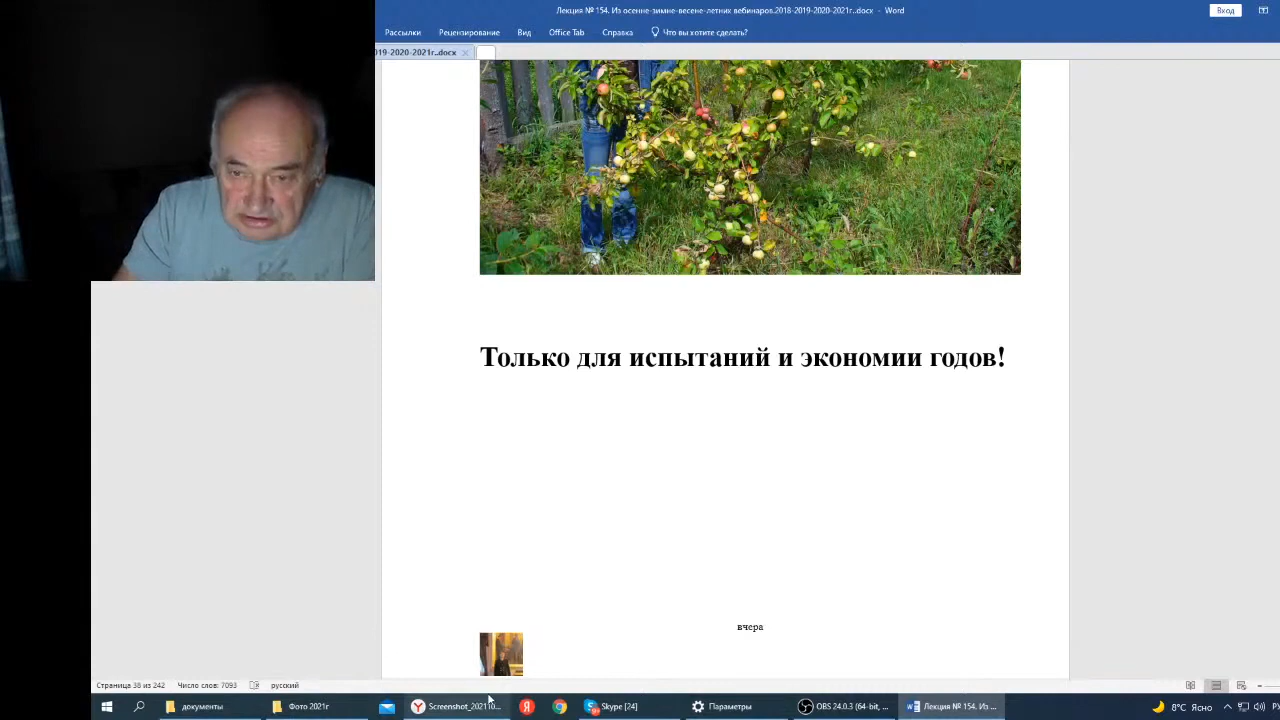 Лекция № 154. Из осенне-зимне-весене-летних вебинаров.2018-2019-2020-2021г..docx - Word
Вход
Рассылки Рецензирование Вид Office Tab Справка Что вы хотите сделать?
019-2020-2021г..docx
Только для испытаний и экономии годов!
вчера
Страница 38 из 242 Число слов: 7093 русский
документы Фото 2021г Screenshot_202110... Skype [24] Параметры OBS 24.0.3 (64-bit, ... Лекция № 154. Из ... 8°C Ясно